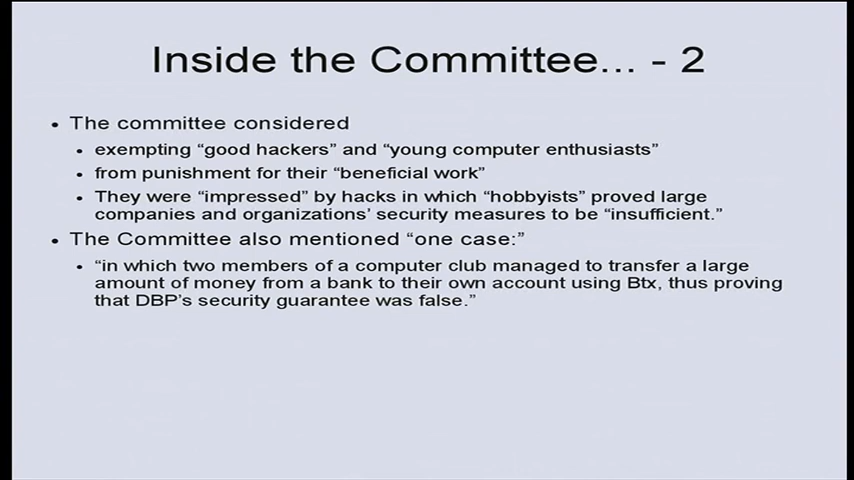 Inside the Committee... - 2
• The committee considered
• exempting “good hackers” and “young computer enthusiasts”
• from punishment for their “beneficial work”
• They were “impressed” by hacks in which “hobbyists” proved large
companies and organizations’ security measures to be “insufficient.”
• The Committee also mentioned “one case:”
• “in which two members of a computer club managed to transfer a large
amount of money from a bank to their own account using Btx, thus proving
that DBP’s security guarantee was false.”